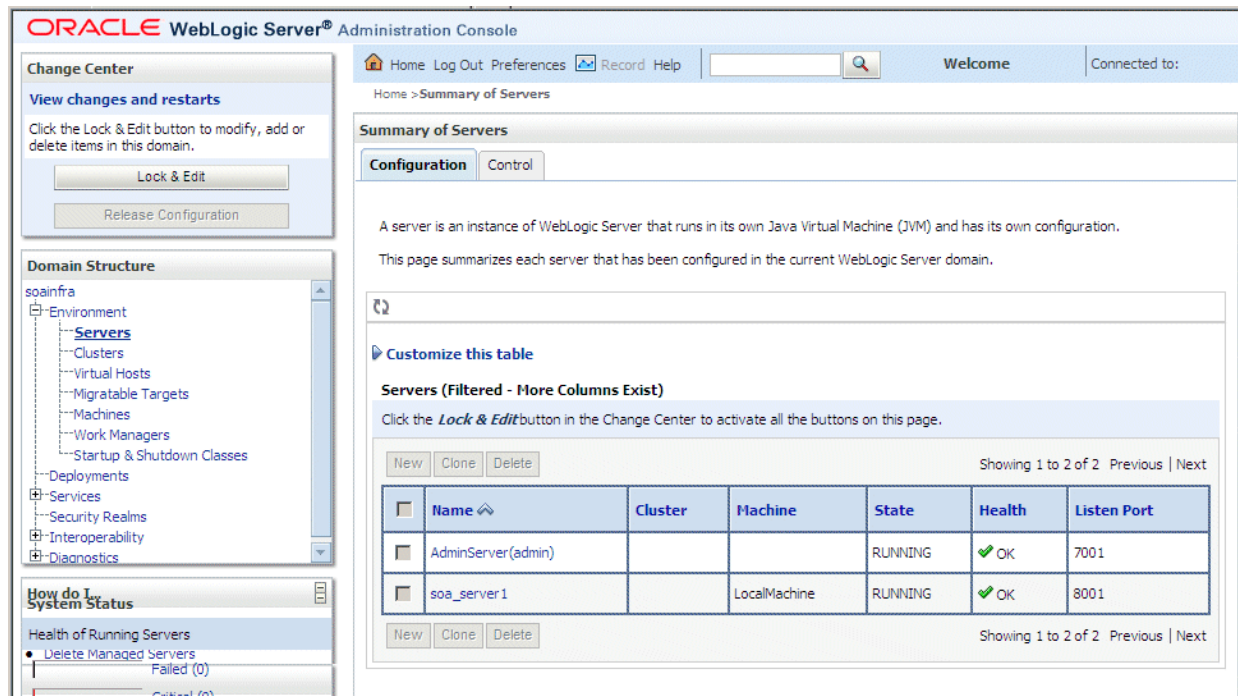 ORACLE WebLogic Server® Administration Console
Change Center
View changes and restarts
Click the Lock & Edit button to modify, add or
delete items in this domain.
Lock & Edit
Release Configuration
Domain Structure
soainfra
Environment
Servers
Clusters
Virtual Hosts
Migratable Targets
Machines
Work Managers
Startup & Shutdown Classes
Deployments
Services
Security Realms
Interoperability
Diagnostics
How do I...
System Status
Health of Running Servers
Delete Managed Servers
Failed (0)
Critical (0)
Home Log Out Preferences Record Help
Welcome
Connected to:
Home >Summary of Servers
Summary of Servers
Configuration Control
A server is an instance of WebLogic Server that runs in its own Java Virtual Machine (JVM) and has its own configuration.
This page summarizes each server that has been configured in the current WebLogic Server domain.
Customize this table
Servers (Filtered - More Columns Exist)
Click the Lock & Edit button in the Change Center to activate all the buttons on this page.
New Clone Delete Showing 1 to 2 of 2 Previous | Next
Name Cluster Machine State Health Listen Port
AdminServer(admin) RUNNING OK 7001
soa_server1 LocalMachine RUNNING OK 8001
New Clone Delete Showing 1 to 2 of 2 Previous | Next